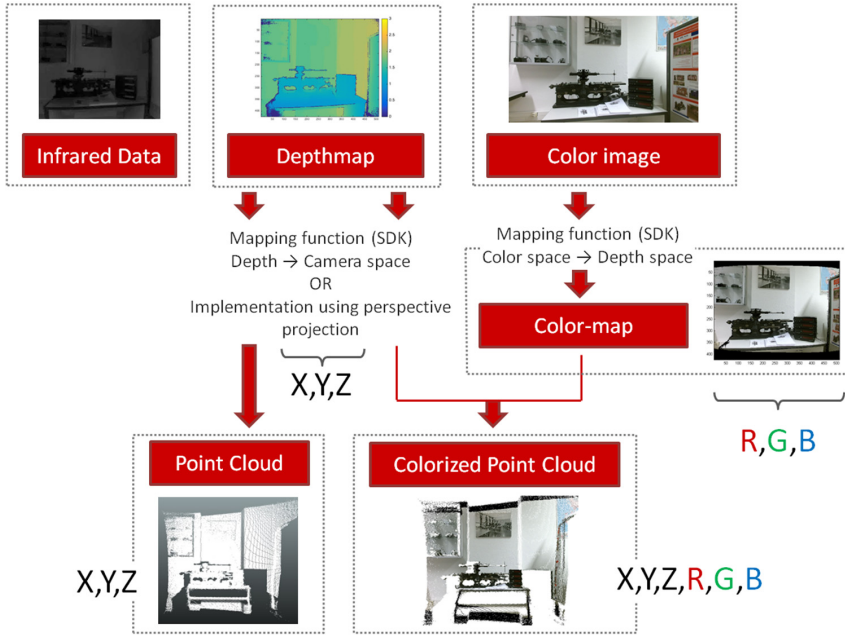 Infrared Data
Depthmap
Color image
Mapping function (SDK)
Depth → Camera space
OR
Implementation using perspective
projection
Mapping function (SDK)
Color space → Depth space
Color-map
X,Y,Z
R,G,B
Point Cloud
Colorized Point Cloud
X,Y,Z
X,Y,Z,R,G,B